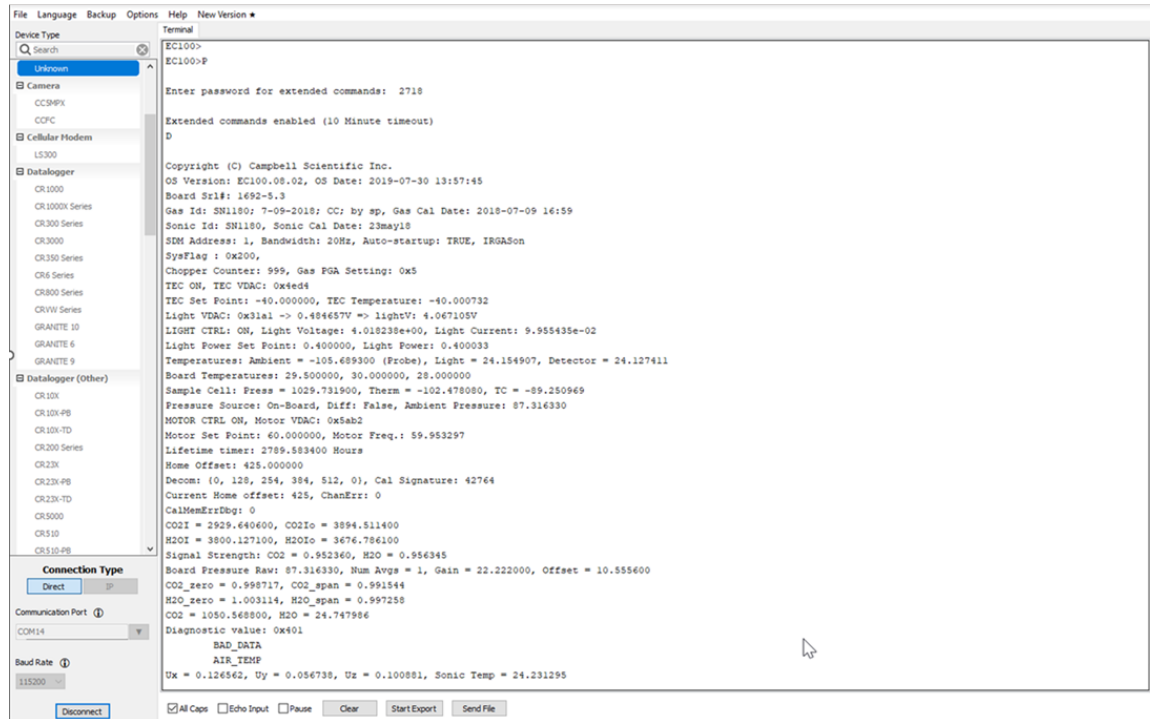 File Language Backup Options Help New Version ★
Device Type
Search
Unknown
Camera
CC5MPX
CCFC
Cellular Modem
LS300
Datalogger
CR1000
CR1000X Series
CR300 Series
CR3000
CR350 Series
CR6 Series
CR800 Series
CRVW Series
GRANITE 10
GRANITE 6
GRANITE 9
Datalogger (Other)
CR10X
CR10X-PB
CR10X-TD
CR200 Series
CR23X
CR23X-PB
CR23X-TD
CR5000
CR510
CR510-PB
Connection Type
Direct IP
Communication Port
COM14
Baud Rate
115200
Disconnect
Terminal
EC100>
EC100>P
Enter password for extended commands: 2718
Extended commands enabled (10 Minute timeout)
D
Copyright (C) Campbell Scientific Inc.
OS Version: EC100.08.02, OS Date: 2019-07-30 13:57:45
Board Srl#: 1692-5.3
Gas Id: SN1180; 7-09-2018; CC; by sp, Gas Cal Date: 2018-07-09 16:59
Sonic Id: SN1180, Sonic Cal Date: 23may18
SDM Address: 1, Bandwidth: 20Hz, Auto-startup: TRUE, IRGASon
SysFlag : 0x200,
Chopper Counter: 999, Gas PGA Setting: 0x5
TEC ON, TEC VDAC: 0x4ed4
TEC Set Point: -40.000000, TEC Temperature: -40.000732
Light VDAC: 0x31a1 -> 0.484657V => lightV: 4.067105V
LIGHT CTRL: ON, Light Voltage: 4.018238e+00, Light Current: 9.955435e-02
Light Power Set Point: 0.400000, Light Power: 0.400033
Temperatures: Ambient = -105.689300 (Probe), Light = 24.154907, Detector = 24.127411
Board Temperatures: 29.500000, 30.000000, 28.000000
Sample Cell: Press = 1029.731900, Therm = -102.478080, TC = -89.250969
Pressure Source: On-Board, Diff: False, Ambient Pressure: 87.316330
MOTOR CTRL ON, Motor VDAC: 0x5ab2
Motor Set Point: 60.000000, Motor Freq.: 59.953297
Lifetime timer: 2789.583400 Hours
Home Offset: 425.000000
Decom: {0, 128, 254, 384, 512, 0}, Cal Signature: 42764
Current Home offset: 425, ChanErr: 0
CalMemErrDbg: 0
CO2I = 2929.640600, CO2Io = 3894.511400
H2OI = 3800.127100, H2OIo = 3676.786100
Signal Strength: CO2 = 0.952360, H2O = 0.956345
Board Pressure Raw: 87.316330, Num Avgs = 1, Gain = 22.222000, Offset = 10.555600
CO2_zero = 0.998717, CO2_span = 0.991544
H2O_zero = 1.003114, H2O_span = 0.997258
CO2 = 1050.568800, H2O = 24.747986
Diagnostic value: 0x401
BAD_DATA
AIR_TEMP
Ux = 0.126562, Uy = 0.056738, Uz = 0.100881, Sonic Temp = 24.231295
All Caps Echo Input Pause Clear Start Export Send File